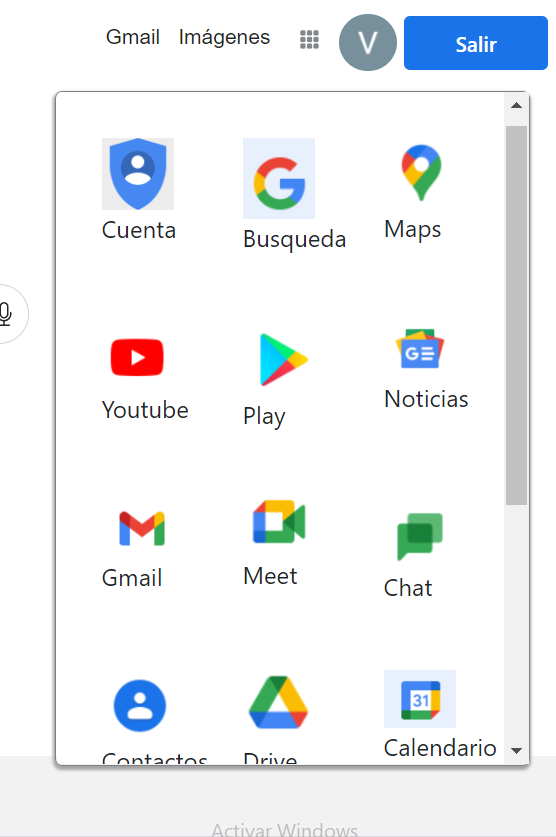 Gmail Imágenes V Salir
Cuenta Busqueda Maps
Youtube Play Noticias
Gmail Meet Chat
31
Contactos Drive Calendario
Activar Windows